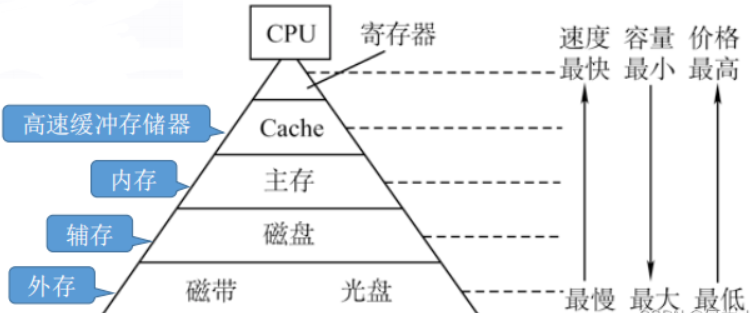 CPU
寄存器
速度 容量 价格
最快 最小 最高
高速缓冲存储器
Cache
内存
主存
辅存
磁盘
外存
磁带
光盘
最慢 最大 最低